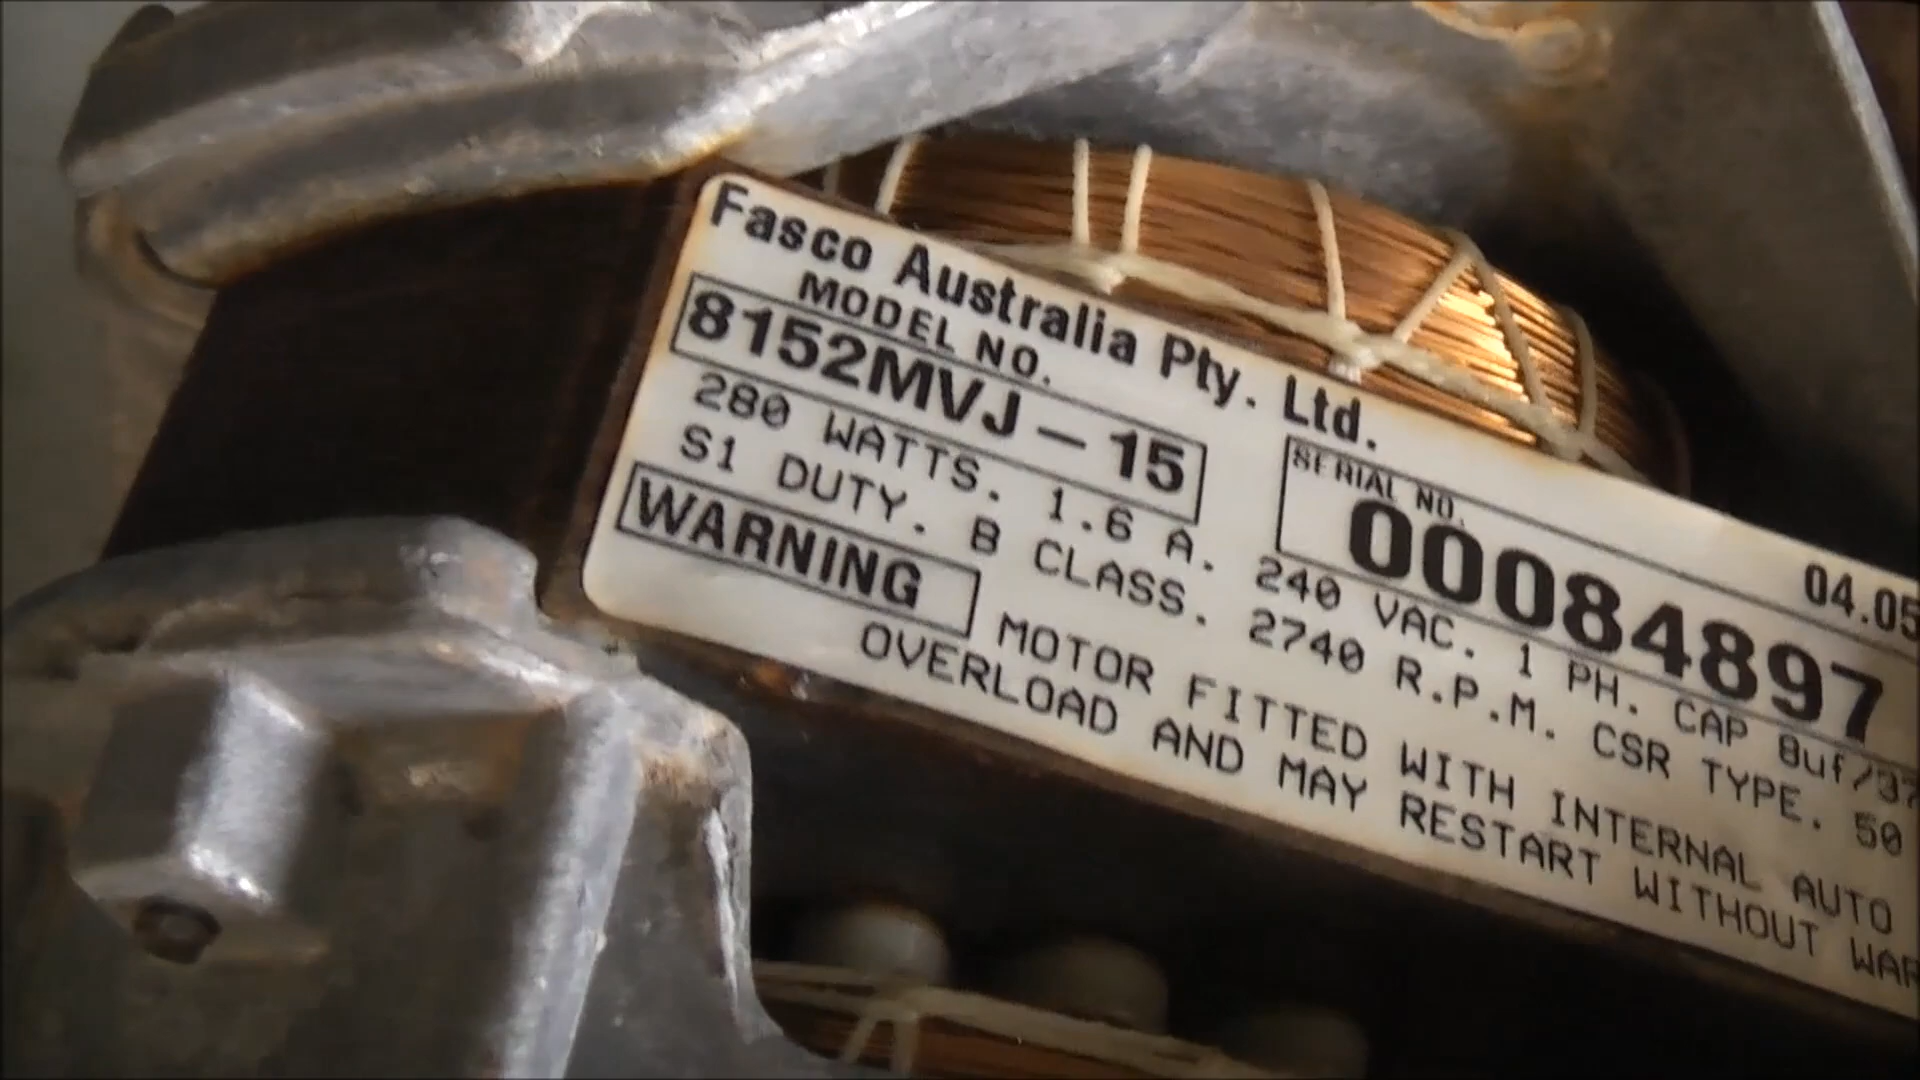 Fasco Australia Pty. Ltd.
MODEL NO.
8152MVJ-15
SERIAL NO.
00084897
04.05
280 WATTS. 1.6 A. 240 VAC. 1 PH. CAP 8uf/37
S1 DUTY. B CLASS. 2740 R.P.M. CSR TYPE. 50
WARNING MOTOR FITTED WITH INTERNAL AUTO
OVERLOAD AND MAY RESTART WITHOUT WAR